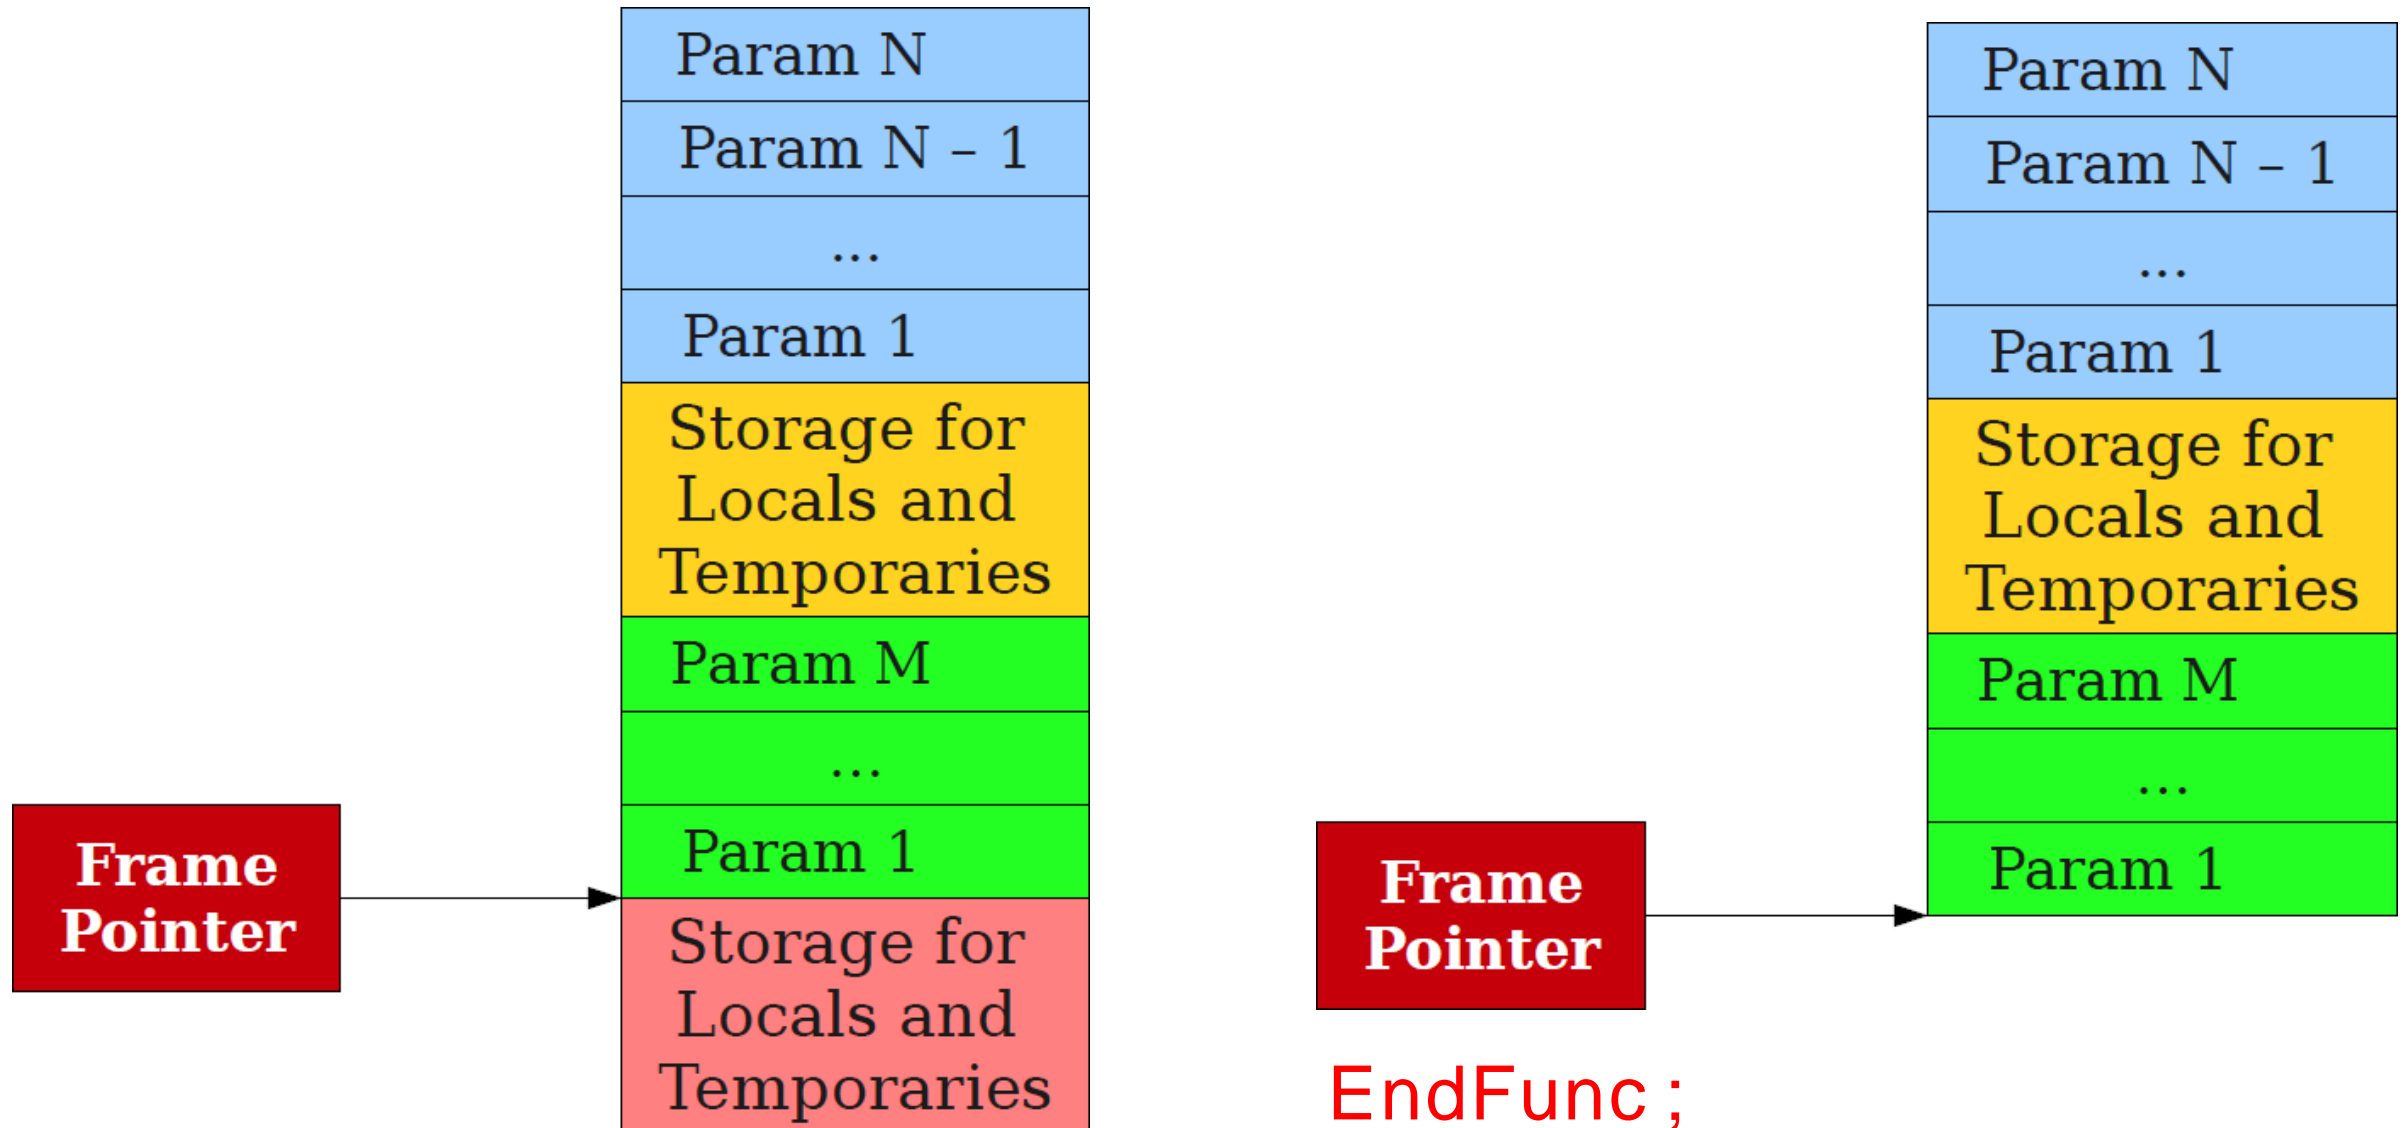 Param N
Param N – 1
...
Param 1
Storage for
Locals and
Temporaries
Param M
...
Param 1
Storage for
Locals and
Temporaries
Frame
Pointer
Param N
Param N – 1
...
Param 1
Storage for
Locals and
Temporaries
Param M
...
Param 1
Frame
Pointer
EndFunc;